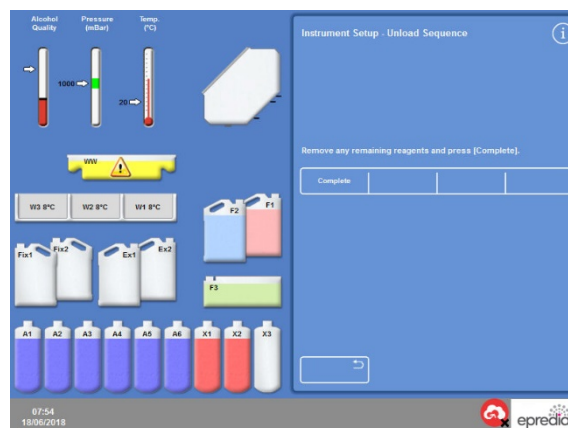 Alcohol Quality
Pressure (mBar)
Temp. (°C)
1000
20
WW
W3 8°C
W2 8°C
W1 8°C
F2
F1
Fix1
Fix2
Ex1
Ex2
F3
A1
A2
A3
A4
A5
A6
X1
X2
X3
Instrument Setup - Unload Sequence
i
Remove any remaining reagents and press [Complete].
Complete
07:54
18/06/2018
epredia